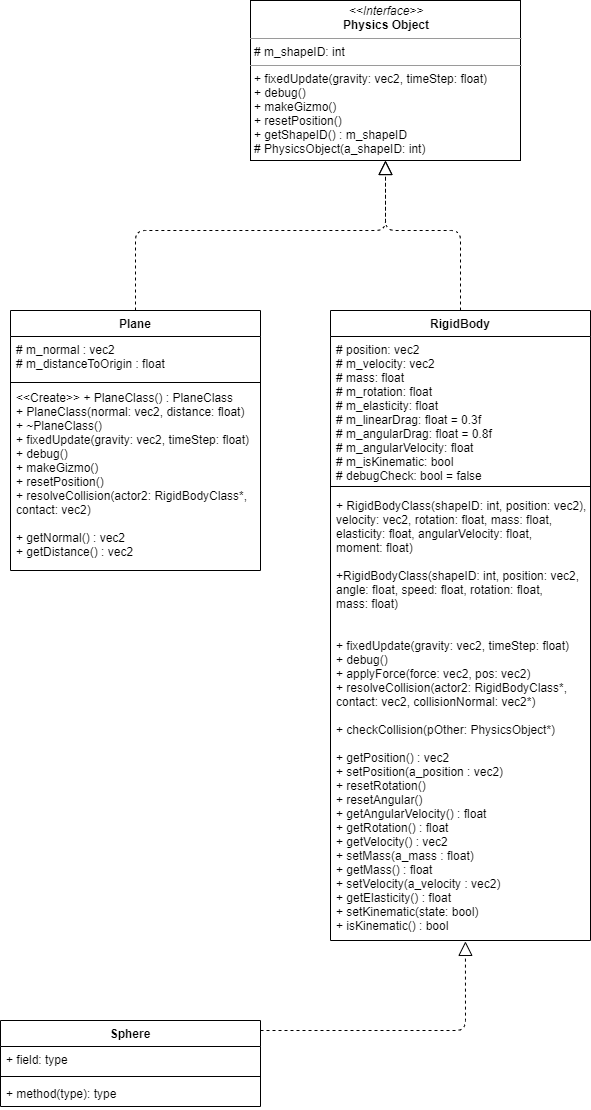 <<Interface>>
Physics Object
# m_shapeID: int
+ fixedUpdate(gravity: vec2, timeStep: float)
+ debug()
+ makeGizmo()
+ resetPosition()
+ getShapeID() : m_shapeID
# PhysicsObject(a_shapeID: int)
Plane
# m_normal : vec2
# m_distanceToOrigin : float
<<Create>> + PlaneClass() : PlaneClass
+ PlaneClass(normal: vec2, distance: float)
+ ~PlaneClass()
+ fixedUpdate(gravity: vec2, timeStep: float)
+ debug()
+ makeGizmo()
+ resetPosition()
+ resolveCollision(actor2: RigidBodyClass*,
contact: vec2)
+ getNormal() : vec2
+ getDistance() : vec2
RigidBody
# position: vec2
# m_velocity: vec2
# mass: float
# m_rotation: float
# m_elasticity: float
# m_linearDrag: float = 0.3f
# m_angularDrag: float = 0.8f
# m_angularVelocity: float
# m_isKinematic: bool
# debugCheck: bool = false
+ RigidBodyClass(shapeID: int, position: vec2),
velocity: vec2, rotation: float, mass: float,
elasticity: float, angularVelocity: float,
moment: float)
+RigidBodyClass(shapeID: int, position: vec2,
angle: float, speed: float, rotation: float,
mass: float)
+ fixedUpdate(gravity: vec2, timeStep: float)
+ debug()
+ applyForce(force: vec2, pos: vec2)
+ resolveCollision(actor2: RigidBodyClass*,
contact: vec2, collisionNormal: vec2*)
+ checkCollision(pOther: PhysicsObject*)
+ getPosition() : vec2
+ setPosition(a_position : vec2)
+ resetRotation()
+ resetAngular()
+ getAngularVelocity() : float
+ getRotation() : float
+ getVelocity() : vec2
+ setMass(a_mass : float)
+ getMass() : float
+ setVelocity(a_velocity : vec2)
+ getElasticity() : float
+ setKinematic(state: bool)
+ isKinematic() : bool
Sphere
+ field: type
+ method(type): type